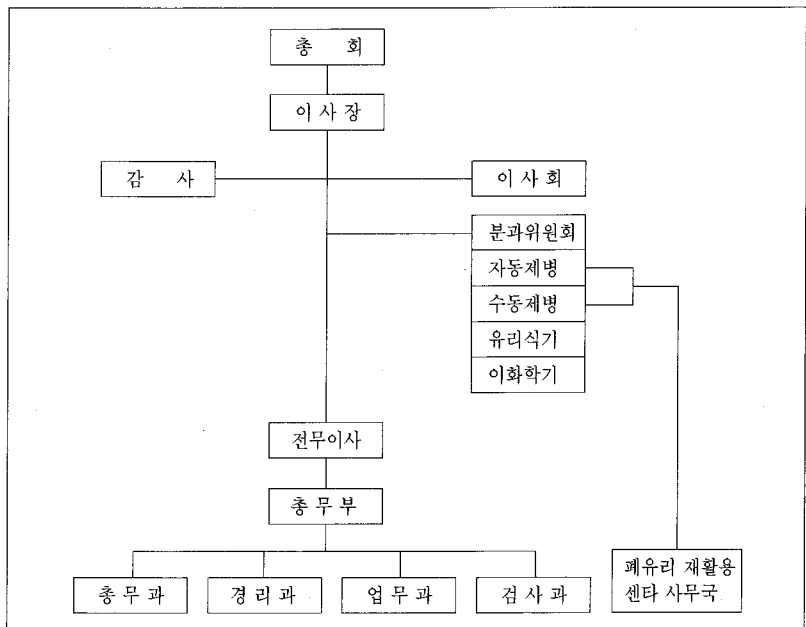 총 회
이 사 장
감 사
이 사 회
분과위원회
자동제병
수동제병
유리식기
이화학기
전무이사
총 무 부
총 무 과
경 리 과
업 무 과
검 사 과
폐유리 재활용
센타 사무국